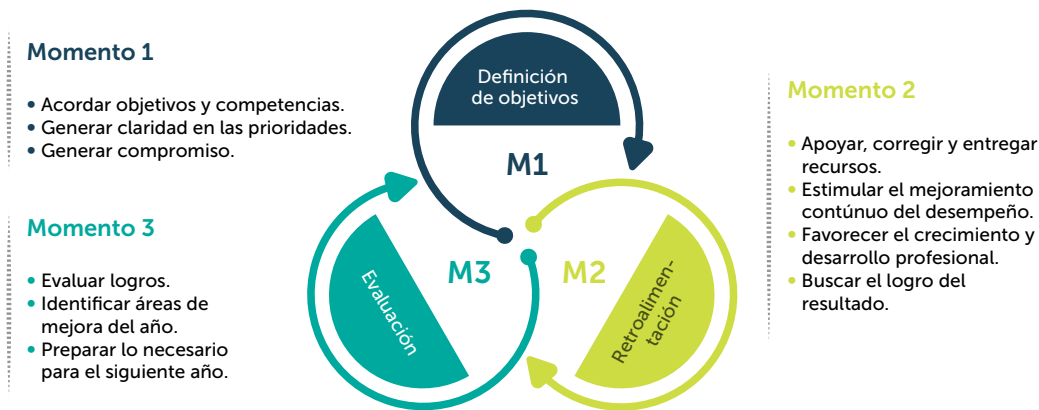 Momento 1
• Acordar objetivos y competencias.
• Generar claridad en las prioridades.
• Generar compromiso.
Definición
de objetivos
M1
Momento 2
• Apoyar, corregir y entregar
recursos.
• Estimular el mejoramiento
contúnuo del desempeño.
• Favorecer el crecimiento y
desarrollo profesional.
• Buscar el logro del
resultado.
M2
Retroalimen-
tación
Momento 3
• Evaluar logros.
• Identificar áreas de
mejora del año.
• Preparar lo necesario
para el siguiente año.
M3
Evaluación